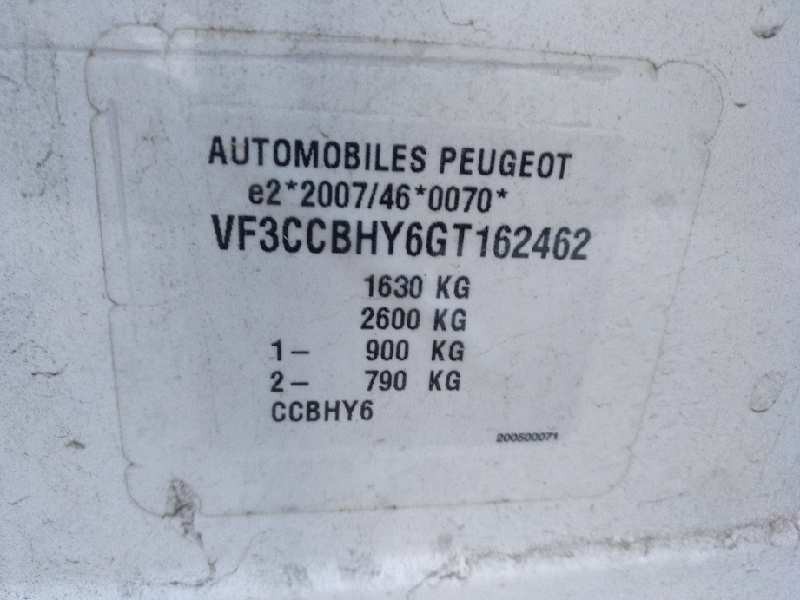 AUTOMOBILES PEUGEOT
e2*2007/46*0070*
VF3CCBHY6GT162462
1630 KG
2600 KG
1- 900 KG
2- 790 KG
CCBHY6
200500071